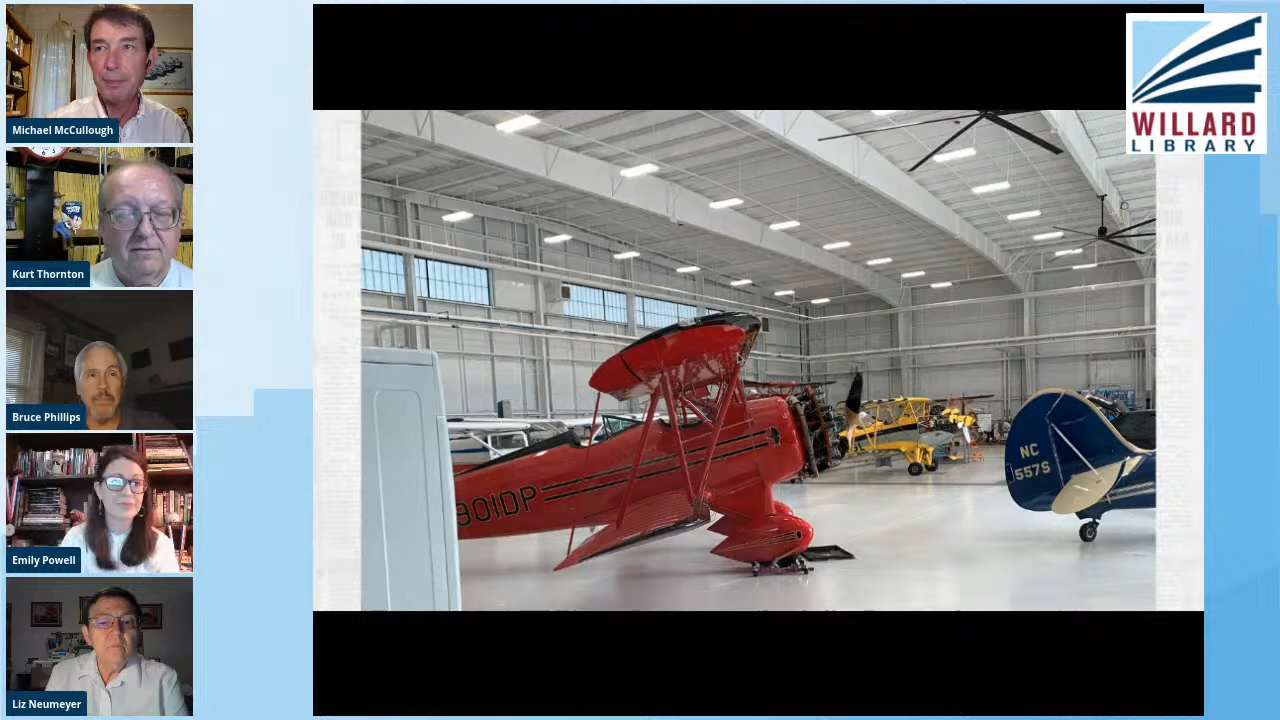 Michael McCullough
Kurt Thornton
Bruce Phillips
Emily Powell
Liz Neumeyer
WILLARD
LIBRARY
901DP
NC
557S